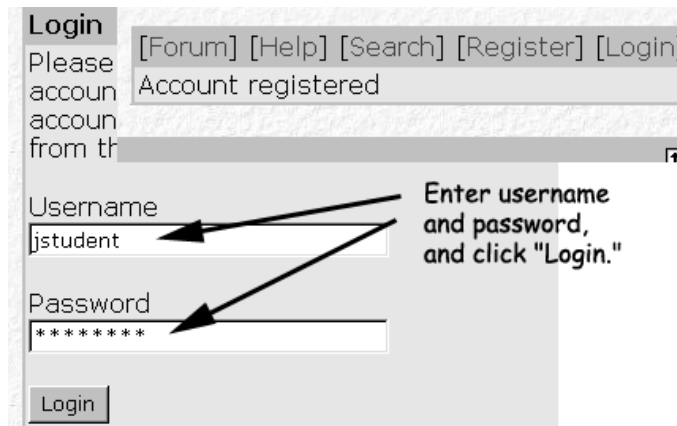 Login
Please
accoun
accoun
from th
[Forum] [Help] [Search] [Register] [Login]
Account registered
Username
jstudent
Enter username
and password,
and click "Login."
Password
********
Login